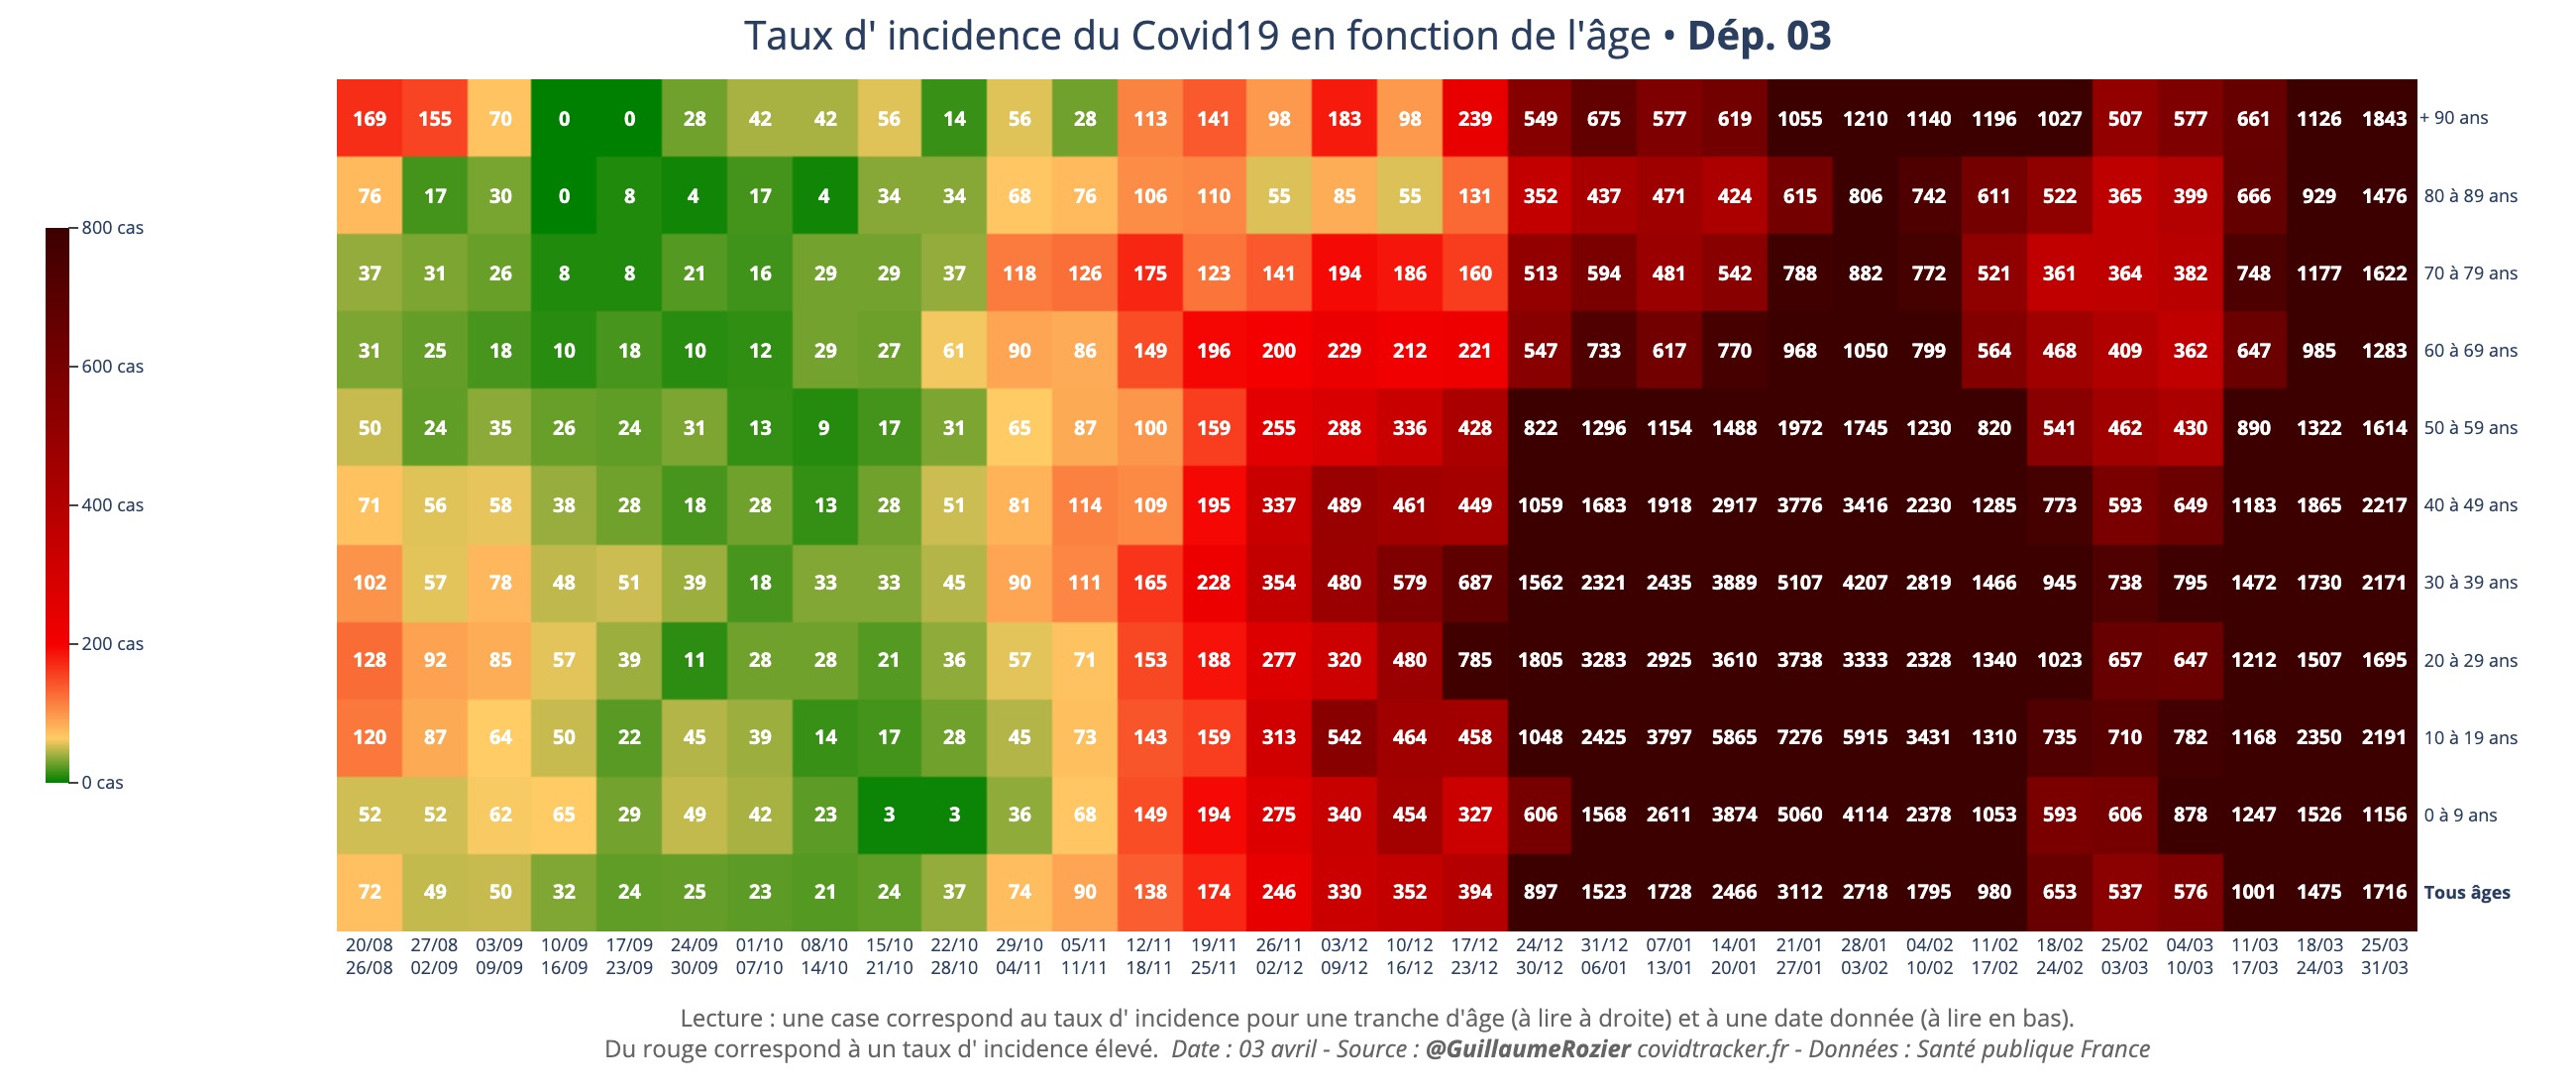 Taux d' incidence du Covid19 en fonction de l'âge • Dép. 03
169 155 70 0 0 28 42 42 56 14 56 28 113 141 98 183 98 239 549 675 577 619 1055 1210 1140 1196 1027 507 577 661 1126 1843 + 90 ans
76 17 30 0 8 4 17 4 34 34 68 76 106 110 55 85 55 131 352 437 471 424 615 806 742 611 522 365 399 666 929 1476 80 à 89 ans
800 cas
37 31 26 8 8 21 16 29 29 37 118 126 175 123 141 194 186 160 513 594 481 542 788 882 772 521 361 364 382 748 1177 1622 70 à 79 ans
31 25 18 10 18 10 12 29 27 61 90 86 149 196 200 229 212 221 547 733 617 770 968 1050 799 564 468 409 362 647 985 1283 60 à 69 ans
600 cas
50 24 35 26 24 31 13 9 17 31 65 87 100 159 255 288 336 428 822 1296 1154 1488 1972 1745 1230 820 541 462 430 890 1322 1614 50 à 59 ans
400 cas
71 56 58 38 28 18 28 13 28 51 81 114 109 195 337 489 461 449 1059 1683 1918 2917 3776 3416 2230 1285 773 593 649 1183 1865 2217 40 à 49 ans
102 57 78 48 51 39 18 33 33 45 90 111 165 228 354 480 579 687 1562 2321 2435 3889 5107 4207 2819 1466 945 738 795 1472 1730 2171 30 à 39 ans
200 cas
128 92 85 57 39 11 28 28 21 36 57 71 153 188 277 320 480 785 1805 3283 2925 3610 3738 3333 2328 1340 1023 657 647 1212 1507 1695 20 à 29 ans
120 87 64 50 22 45 39 14 17 28 45 73 143 159 313 542 464 458 1048 2425 3797 5865 7276 5915 3431 1310 735 710 782 1168 2350 2191 10 à 19 ans
0 cas
52 52 62 65 29 49 42 23 3 3 36 68 149 194 275 340 454 327 606 1568 2611 3874 5060 4114 2378 1053 593 606 878 1247 1526 1156 0 à 9 ans
72 49 50 32 24 25 23 21 24 37 74 90 138 174 246 330 352 394 897 1523 1728 2466 3112 2718 1795 980 653 537 576 1001 1475 1716 Tous âges
20/08 27/08 03/09 10/09 17/09 24/09 01/10 08/10 15/10 22/10 29/10 05/11 12/11 19/11 26/11 03/12 10/12 17/12 24/12 31/12 07/01 14/01 21/01 28/01 04/02 11/02 18/02 25/02 04/03 11/03 18/03 25/03
26/08 02/09 09/09 16/09 23/09 30/09 07/10 14/10 21/10 28/10 04/11 11/11 18/11 25/11 02/12 09/12 16/12 23/12 30/12 06/01 13/01 20/01 27/01 03/02 10/02 17/02 24/02 03/03 10/03 17/03 24/03 31/03
Lecture : une case correspond au taux d' incidence pour une tranche d'âge (à lire à droite) et à une date donnée (à lire en bas).
Du rouge correspond à un taux d' incidence élevé. Date : 03 avril - Source : @GuillaumeRozier covidtracker.fr - Données : Santé publique France